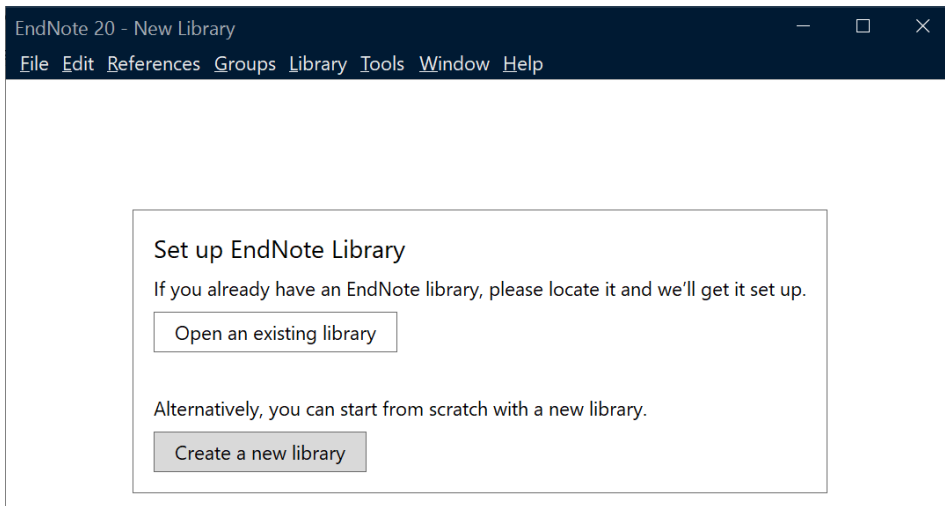 EndNote 20 - New Library
File Edit References Groups Library Tools Window Help
Set up EndNote Library
If you already have an EndNote library, please locate it and we’ll get it set up.
Open an existing library
Alternatively, you can start from scratch with a new library.
Create a new library